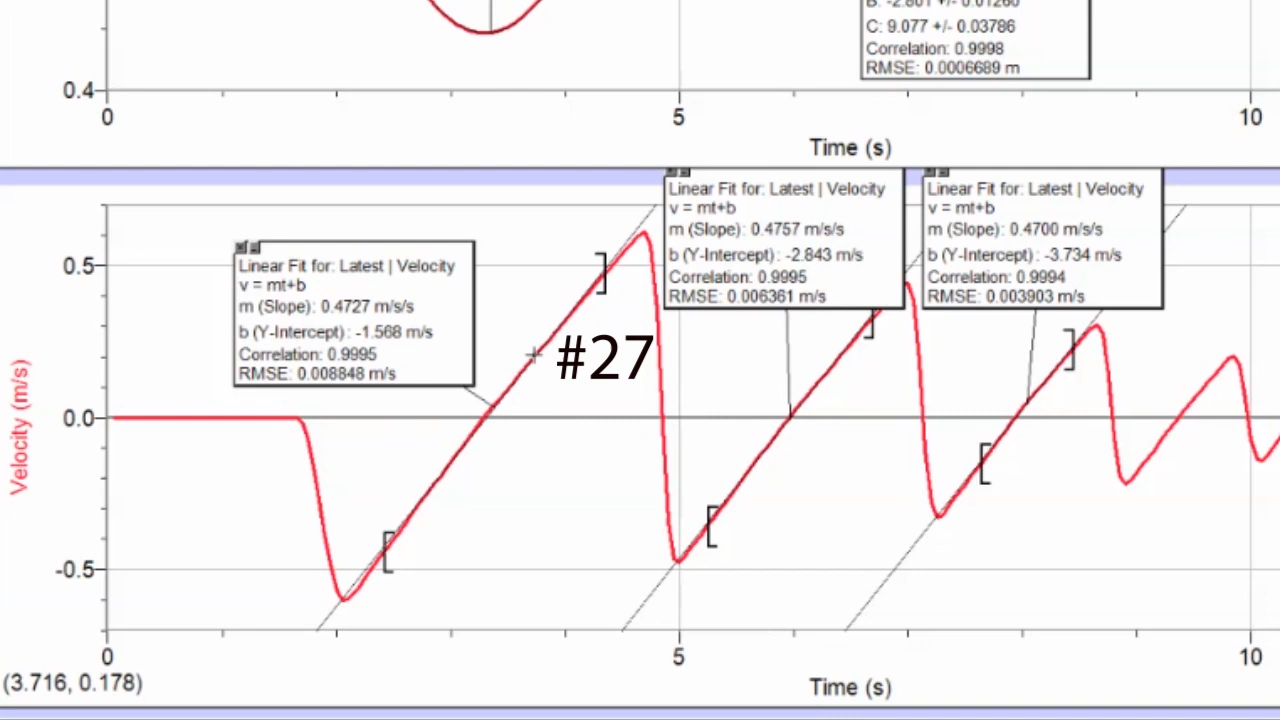 B: -2.801 +/- 0.01260
C: 9.077 +/- 0.03786
Correlation: 0.9998
RMSE: 0.0006689 m
0.4
0
5
10
Time (s)
Linear Fit for: Latest | Velocity
v = mt+b
m (Slope): 0.4757 m/s/s
b (Y-Intercept): -2.843 m/s
Correlation: 0.9995
RMSE: 0.006361 m/s
Linear Fit for: Latest | Velocity
v = mt+b
m (Slope): 0.4700 m/s/s
b (Y-Intercept): -3.734 m/s
Correlation: 0.9994
RMSE: 0.003903 m/s
Linear Fit for: Latest | Velocity
v = mt+b
m (Slope): 0.4727 m/s/s
b (Y-Intercept): -1.568 m/s
Correlation: 0.9995
RMSE: 0.008848 m/s
#27
Velocity (m/s)
0.5
0.0
-0.5
0
5
10
(3.716, 0.178)
Time (s)